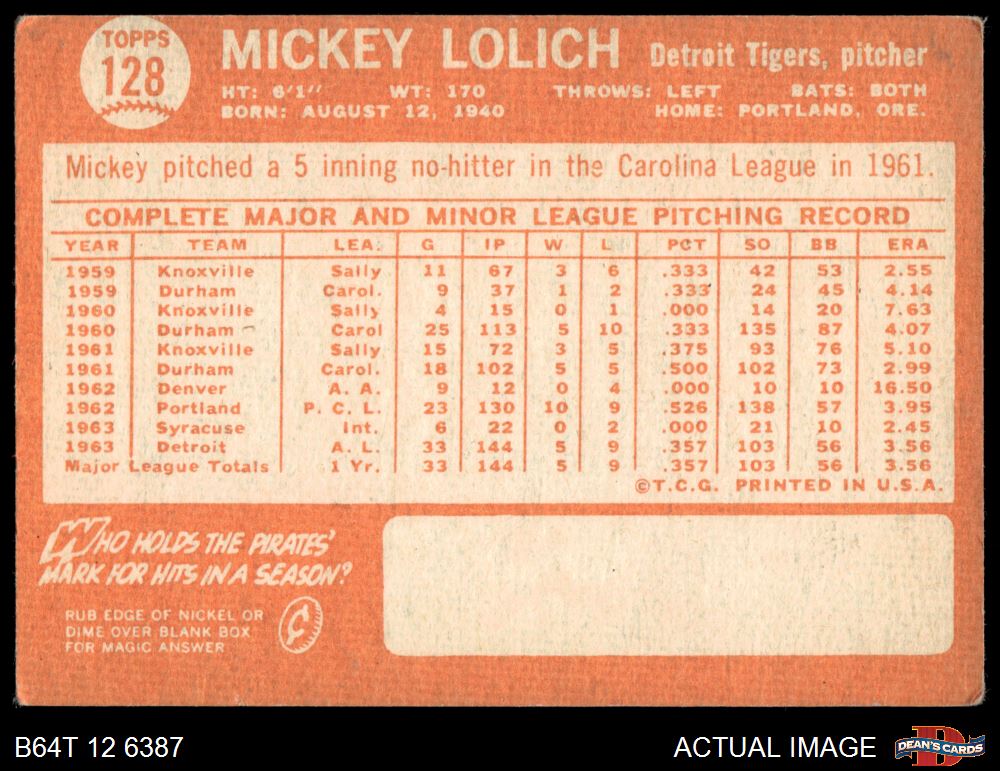 TOPPS
128
MICKEY LOLICH Detroit Tigers, pitcher
HT: 6'1" WT: 170 THROWS: LEFT BATS: BOTH
BORN: AUGUST 12, 1940 HOME: PORTLAND, ORE.
Mickey pitched a 5 inning no-hitter in the Carolina League in 1961.
COMPLETE MAJOR AND MINOR LEAGUE PITCHING RECORD
YEAR TEAM LEA. G IP W L PCT SO BB ERA
1959 Knoxville Sally 11 67 3 6 .333 42 53 2.55
1959 Durham Carol. 9 37 1 2 .333 24 45 4.14
1960 Knoxville Sally 4 15 0 1 .000 14 20 7.63
1960 Durham Carol 25 113 5 10 .333 135 87 4.07
1961 Knoxville Sally 15 72 3 5 .375 93 76 5.10
1961 Durham Carol. 18 102 5 5 .500 102 73 2.99
1962 Denver A. A. 9 12 0 4 .000 10 10 16.50
1962 Portland P. C. L. 23 130 10 9 .526 138 57 3.95
1963 Syracuse Int. 6 22 0 2 .000 21 10 2.45
1963 Detroit A. L. 33 144 5 9 .357 103 56 3.56
Major League Totals 1 Yr. 33 144 5 9 .357 103 56 3.56
©T.C.G. PRINTED IN U.S.A.
WHO HOLDS THE PIRATES'
MARK FOR HITS IN A SEASON?
RUB EDGE OF NICKEL OR
DIME OVER BLANK BOX
FOR MAGIC ANSWER
¢
B64T 12 6387 ACTUAL IMAGE D DEAN'S CARDS